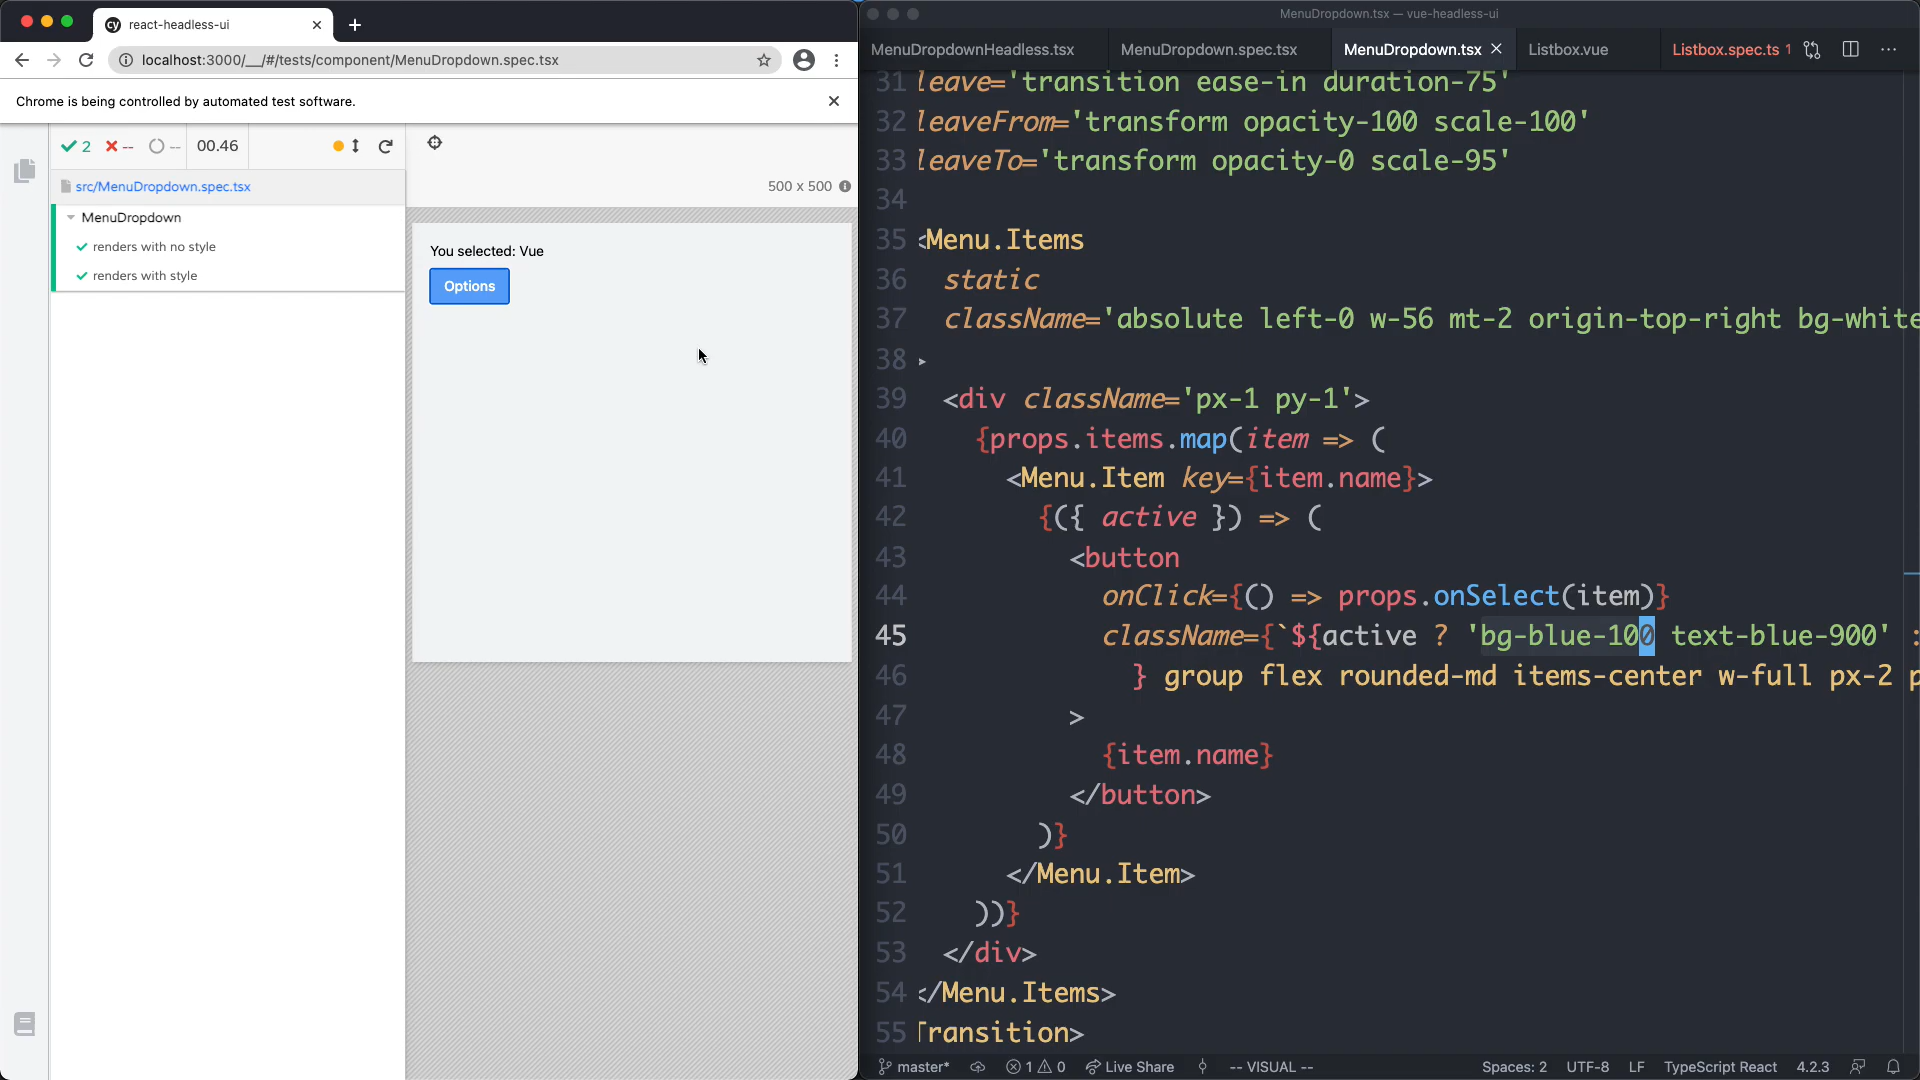 react-headless-ui
localhost:3000/__/#/tests/component/MenuDropdown.spec.tsx
Chrome is being controlled by automated test software.
2 -- -- 00.46
500 x 500
src/MenuDropdown.spec.tsx
MenuDropdown
renders with no style
renders with style
You selected: Vue
Options
MenuDropdown.tsx — vue-headless-ui
MenuDropdownHeadless.tsx MenuDropdown.spec.tsx MenuDropdown.tsx Listbox.vue Listbox.spec.ts 1
31 leave='transition ease-in duration-75'
32 leaveFrom='transform opacity-100 scale-100'
33 leaveTo='transform opacity-0 scale-95'
34
35 <Menu.Items
36 static
37 className='absolute left-0 w-56 mt-2 origin-top-right bg-white
38 >
39 <div className='px-1 py-1'>
40 {props.items.map(item => (
41 <Menu.Item key={item.name}>
42 {({ active }) => (
43 <button
44 onClick={() => props.onSelect(item)}
45 className={`${active ? 'bg-blue-100 text-blue-900' :
46 } group flex rounded-md items-center w-full px-2 p
47 >
48 {item.name}
49 </button>
50 )}
51 </Menu.Item>
52 ))}
53 </div>
54 </Menu.Items>
55 Transition>
master* 1 0 Live Share -- VISUAL -- Spaces: 2 UTF-8 LF TypeScript React 4.2.3